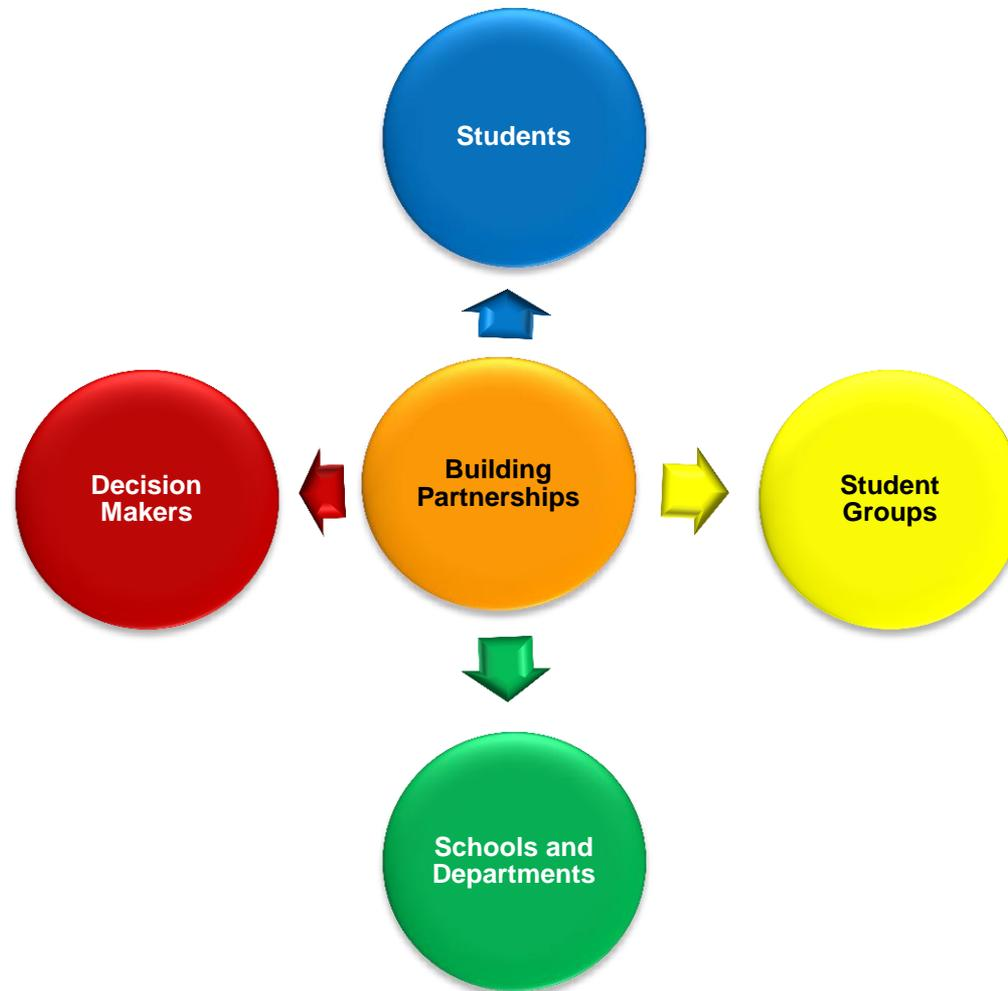 Students
Decision
Makers
Building
Partnerships
Student
Groups
Schools and
Departments